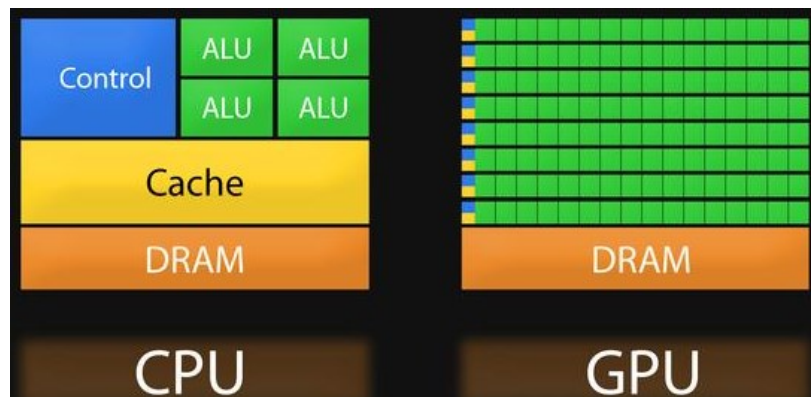 Control
ALU ALU
ALU ALU
Cache
DRAM
DRAM
CPU
GPU